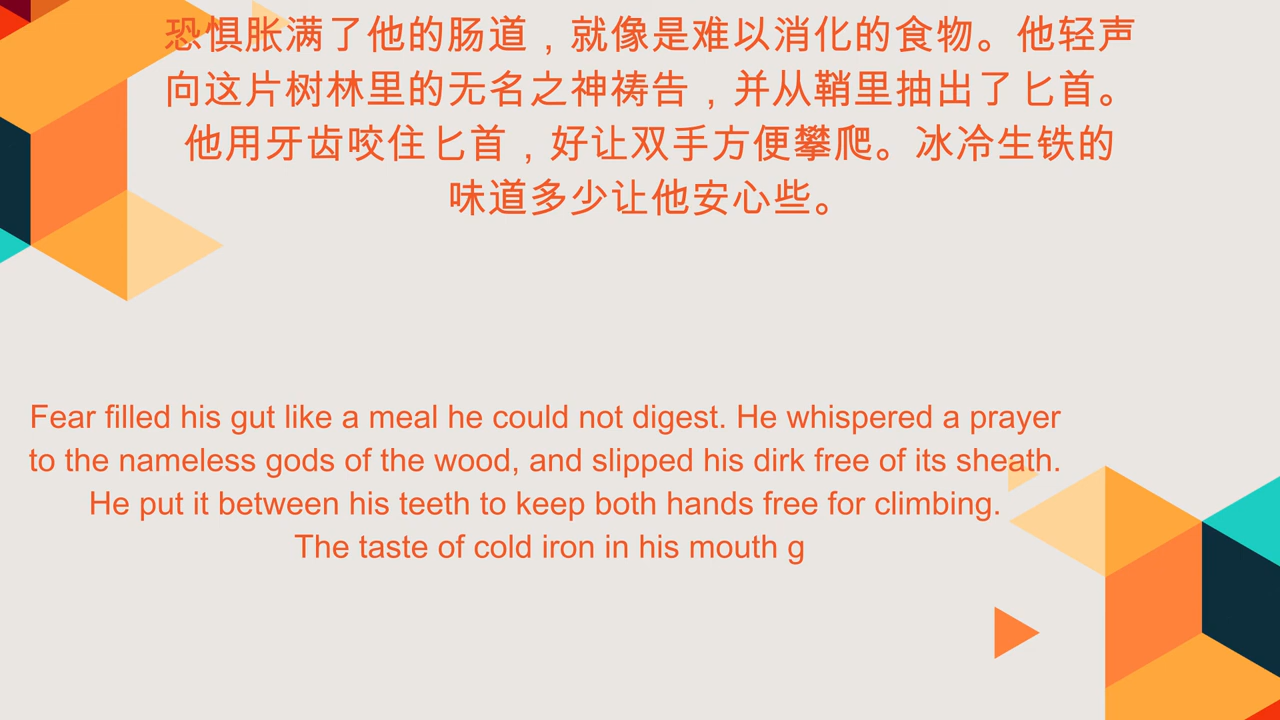 恐惧胀满了他的肠道，就像是难以消化的食物。他轻声
向这片树林里的无名之神祷告，并从鞘里抽出了匕首。
他用牙齿咬住匕首，好让双手方便攀爬。冰冷生铁的
味道多少让他安心些。
Fear filled his gut like a meal he could not digest. He whispered a prayer
to the nameless gods of the wood, and slipped his dirk free of its sheath.
He put it between his teeth to keep both hands free for climbing.
The taste of cold iron in his mouth g